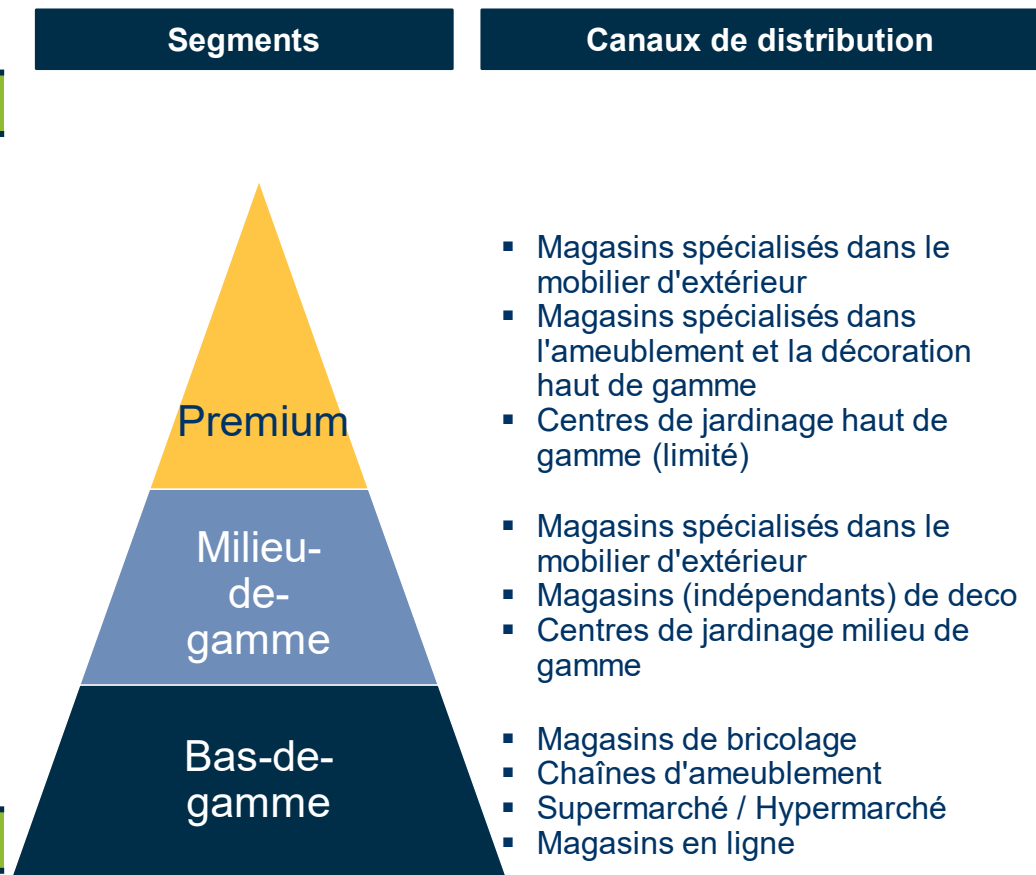 Segments
Canaux de distribution
Premium
▪ Magasins spécialisés dans le
mobilier d'extérieur
▪ Magasins spécialisés dans
l'ameublement et la décoration
haut de gamme
▪ Centres de jardinage haut de
gamme (limité)
Milieu-
de-
gamme
▪ Magasins spécialisés dans le
mobilier d'extérieur
▪ Magasins (indépendants) de deco
▪ Centres de jardinage milieu de
gamme
Bas-de-
gamme
▪ Magasins de bricolage
▪ Chaînes d'ameublement
▪ Supermarché / Hypermarché
▪ Magasins en ligne